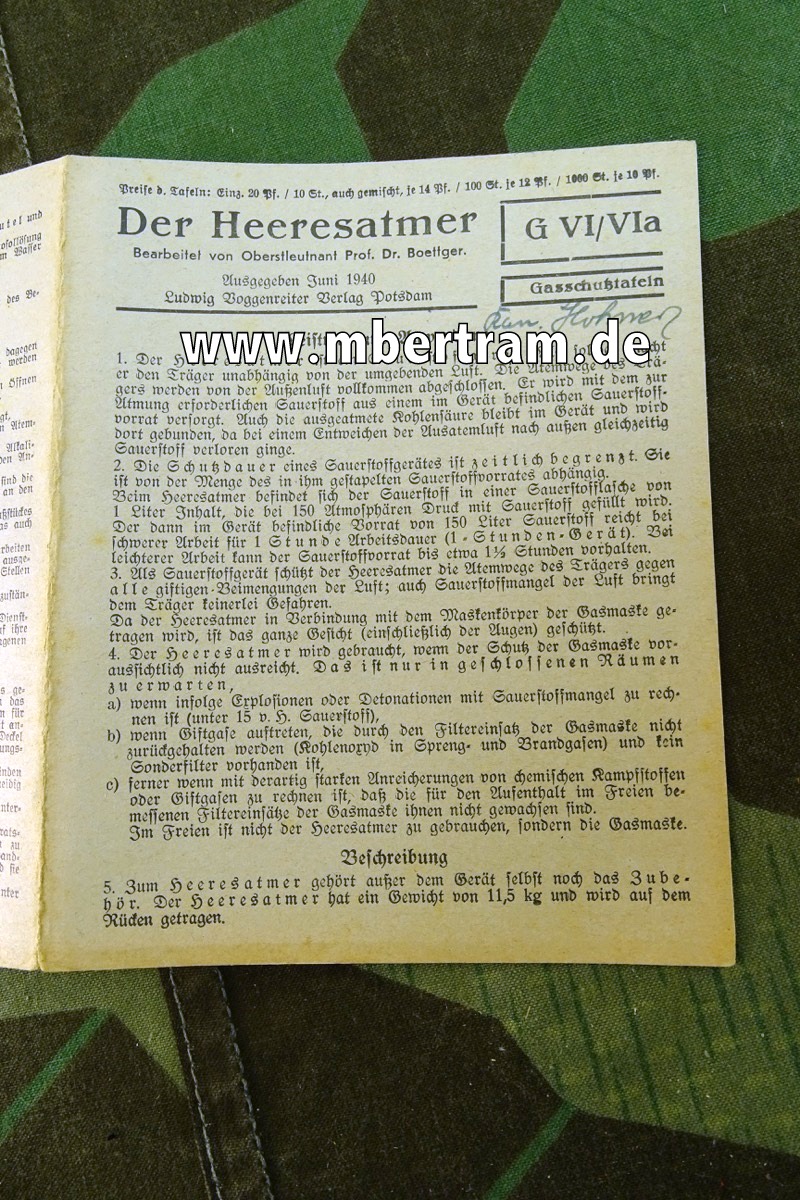 Preise d. Tafeln: Einz. 20 Pf. / 10 St., auch gemischt, je 14 Pf. / 100 St. je 12 Pf. / 1000 St. je 10 Pf.
Der Heeresatmer
G VI/VIa
Bearbeitet von Oberstleutnant Prof. Dr. Boettger.
Ausgegeben Juni 1940
Ludwig Voggenreiter Verlag Potsdam
Gasschutztafeln
www.mbertram.de
1. Der
er den Träger unabhängig von der umgebenden Luft. Die Atemwege des Trä-
gers werden von der Außenluft vollkommen abgeschlossen. Er wird mit dem zur
Atmung erforderlichen Sauerstoff aus einem im Gerät befindlichen Sauerstoff-
vorrat versorgt. Auch die ausgeatmete Kohlensäure bleibt im Gerät und wird
dort gebunden, da bei einem Entweichen der Ausatemluft nach außen gleichzeitig
Sauerstoff verloren ginge.
2. Die Schutzdauer eines Sauerstoffgerätes ist zeitlich begrenzt. Sie
ist von der Menge des in ihm gestapelten Sauerstoffvorrates abhängig.
Beim Heeresatmer befindet sich der Sauerstoff in einer Sauerstofflasche von
1 Liter Inhalt, die bei 150 Atmosphären Druck mit Sauerstoff gefüllt wird.
Der dann im Gerät befindliche Vorrat von 150 Liter Sauerstoff reicht bei
schwerer Arbeit für 1 Stunde Arbeitsdauer (1-Stunden-Gerät). Bei
leichterer Arbeit kann der Sauerstoffvorrat bis etwa 1½ Stunden vorhalten.
3. Als Sauerstoffgerät schützt der Heeresatmer die Atemwege des Trägers gegen
alle giftigen Beimengungen der Luft; auch Sauerstoffmangel der Luft bringt
dem Träger keinerlei Gefahren.
Da der Heeresatmer in Verbindung mit dem Maskenkörper der Gasmaske ge-
tragen wird, ist das ganze Gesicht (einschließlich der Augen) geschützt.
4. Der Heeresatmer wird gebraucht, wenn der Schutz der Gasmaske vor-
aussichtlich nicht ausreicht. Das ist nur in geschlossenen Räumen
zu erwarten,
a) wenn infolge Explosionen oder Detonationen mit Sauerstoffmangel zu rech-
nen ist (unter 15 v. H. Sauerstoff),
b) wenn Giftgase auftreten, die durch den Filtereinsatz der Gasmaske nicht
zurückgehalten werden (Kohlenoxyd in Spreng- und Brandgasen) und kein
Sonderfilter vorhanden ist,
c) ferner wenn mit derartig starken Anreicherungen von chemischen Kampfstoffen
oder Giftgasen zu rechnen ist, daß die für den Aufenthalt im Freien be-
messenen Filtereinsätze der Gasmaske ihnen nicht gewachsen sind.
Im Freien ist nicht der Heeresatmer zu gebrauchen, sondern die Gasmaske.
Beschreibung
5. Zum Heeresatmer gehört außer dem Gerät selbst noch das Zube-
hör. Der Heeresatmer hat ein Gewicht von 11,5 kg und wird auf dem
Rücken getragen.